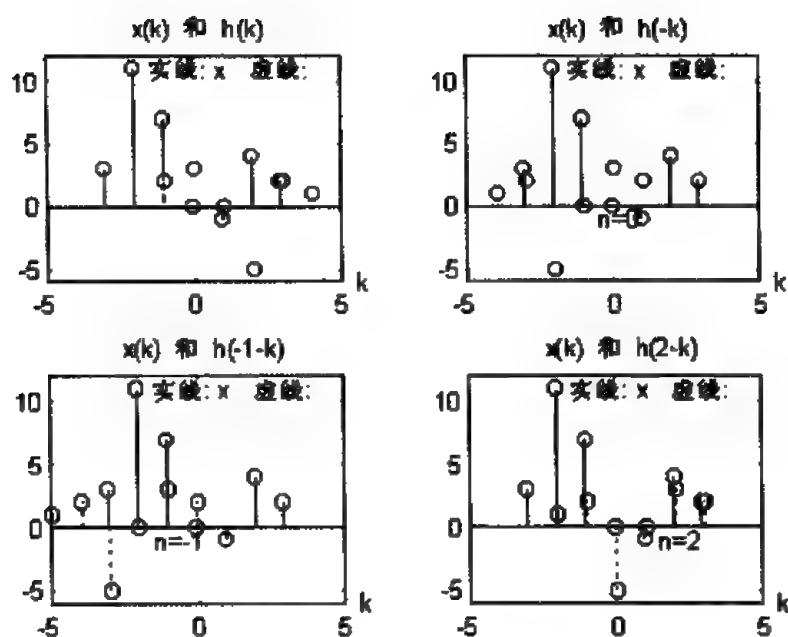 x(k) 和 h(k)
实线: x 虚线:
10
5
0
-5
-5 0 5 k
x(k) 和 h(-k)
实线: x 虚线:
10
5
0
n=0
-5
-5 0 5 k
x(k) 和 h(-1-k)
实线: x 虚线:
10
5
0
n=-1
-5
-5 0 5 k
x(k) 和 h(2-k)
实线: x 虚线:
10
5
0
n=2
-5
-5 0 5 k